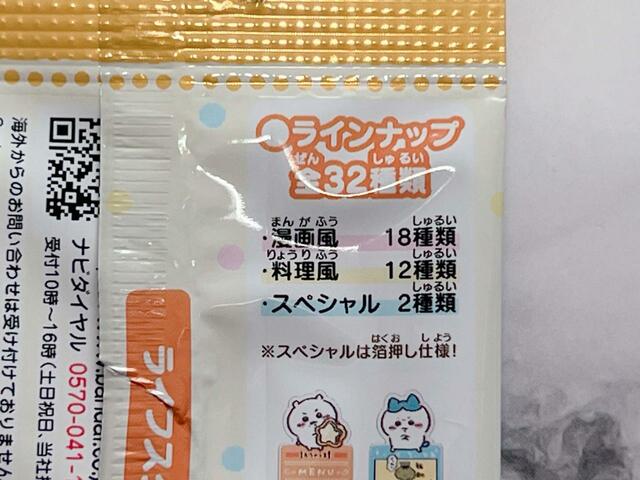 ラインナップ
ぜん しゅるい
全32種類
まんがふう しゅるい
・漫画風 18種類
りょうりふう しゅるい
・料理風 12種類
しゅるい
・スペシャル 2種類
はくお しよう
※スペシャルは箔押し仕様!
MENU
ライフス
ナビダイヤル 0570-041-1
受付10時~16時(土日祝日、当社指
海外からのお問い合わせは受け付けておりません